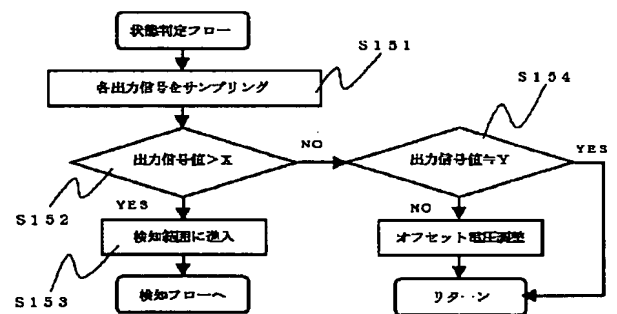 状態判定フロー
S151
各出力信号をサンプリング
S154
出力信号値>X
NO
出力信号値≒Y
YES
S152
YES
NO
検知範囲に進入
オフセット電圧調整
S153
検知フローへ
リターン